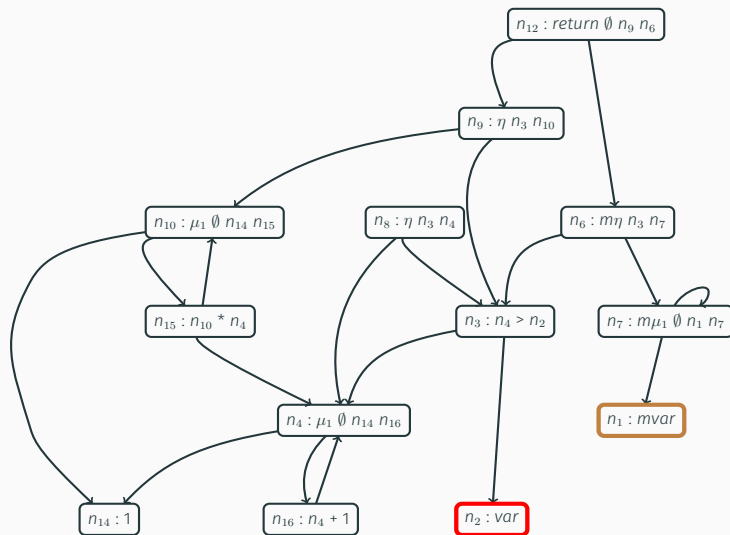 n₁₂ : return ∅ n₉ n₆
n₉ : η n₃ n₁₀
n₁₀ : μ₁ ∅ n₁₄ n₁₅
n₈ : η n₃ n₄
n₆ : mη n₃ n₇
n₁₅ : n₁₀ * n₄
n₃ : n₄ > n₂
n₇ : mμ₁ ∅ n₁ n₇
n₄ : μ₁ ∅ n₁₄ n₁₆
n₁ : mvar
n₁₄ : 1
n₁₆ : n₄ + 1
n₂ : var